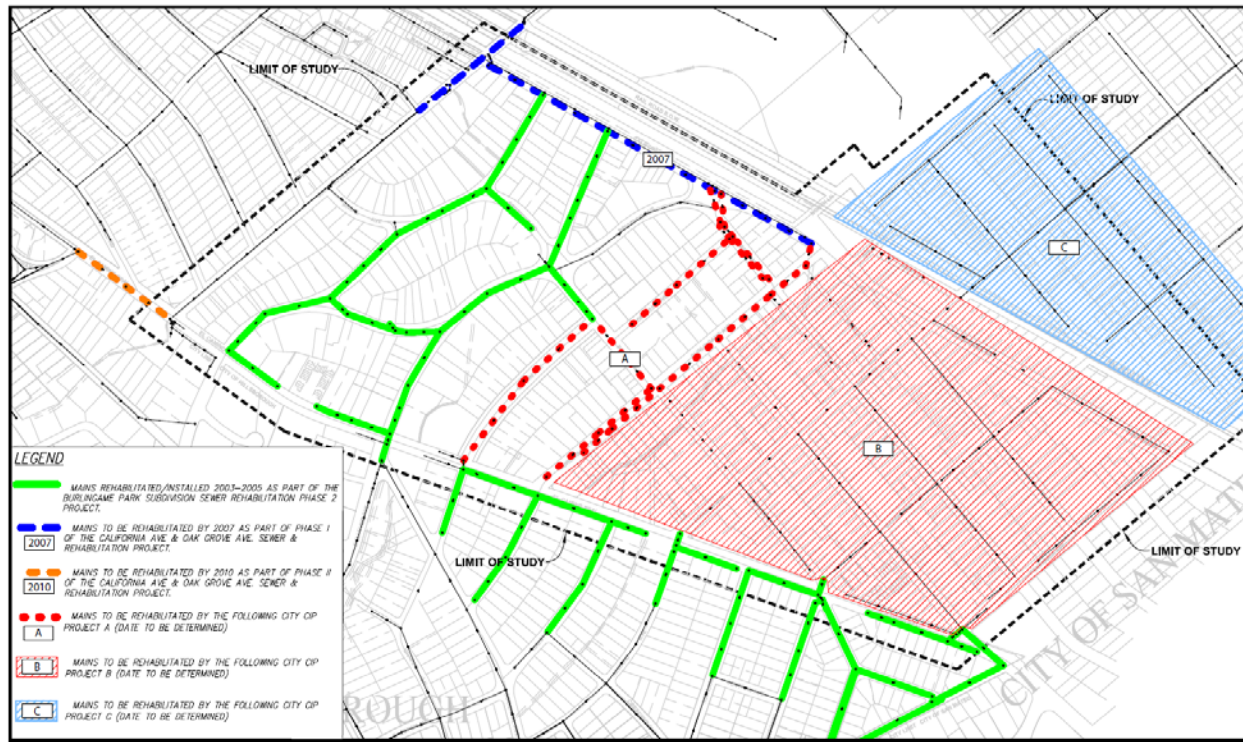 LIMIT OF STUDY
LIMIT OF STUDY
2007
C
A
B
LIMIT OF STUDY
LIMIT OF STUDY
CITY OF SANMAT
ROUGH
LEGEND
MAINS REHABILITATED/INSTALLED 2003-2005 AS PART OF THE
BURLINGAME PARK SUBDIVISION SEWER REHABILITATION PHASE 2
PROJECT.
MAINS TO BE REHABILITATED BY 2007 AS PART OF PHASE I
2007 OF THE CALIFORNIA AVE & OAK GROVE AVE. SEWER &
REHABILITATION PROJECT.
MAINS TO BE REHABILITATED BY 2010 AS PART OF PHASE II
2010 OF THE CALIFORNIA AVE & OAK GROVE AVE. SEWER &
REHABILITATION PROJECT.
MAINS TO BE REHABILITATED BY THE FOLLOWING CITY CIP
A PROJECT A (DATE TO BE DETERMINED)
MAINS TO BE REHABILITATED BY THE FOLLOWING CITY CIP
B PROJECT B (DATE TO BE DETERMINED)
MAINS TO BE REHABILITATED BY THE FOLLOWING CITY CIP
C PROJECT C (DATE TO BE DETERMINED)